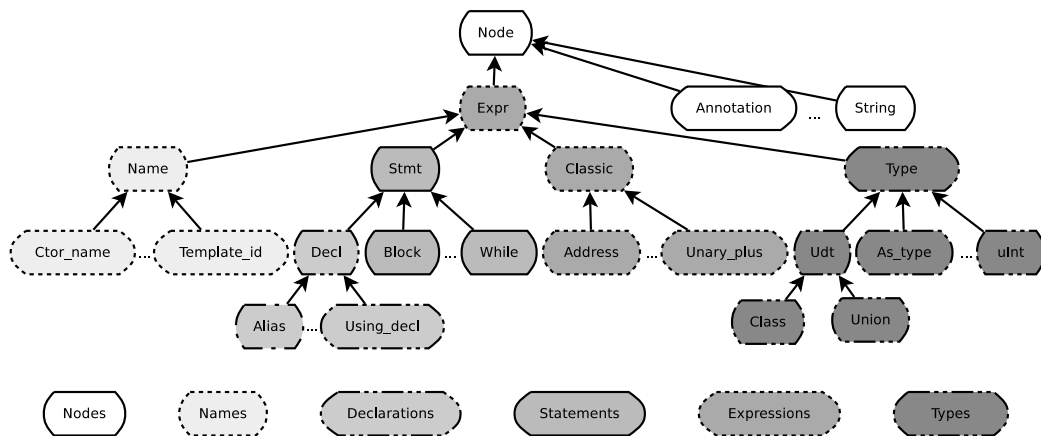 Node
Annotation
...
String
Expr
Name
Stmt
Classic
Type
Ctor_name
...
Template_id
Decl
Block
...
While
Address
...
Unary_plus
Udt
As_type
...
uInt
Alias
...
Using_decl
Class
Union
Nodes
Names
Declarations
Statements
Expressions
Types